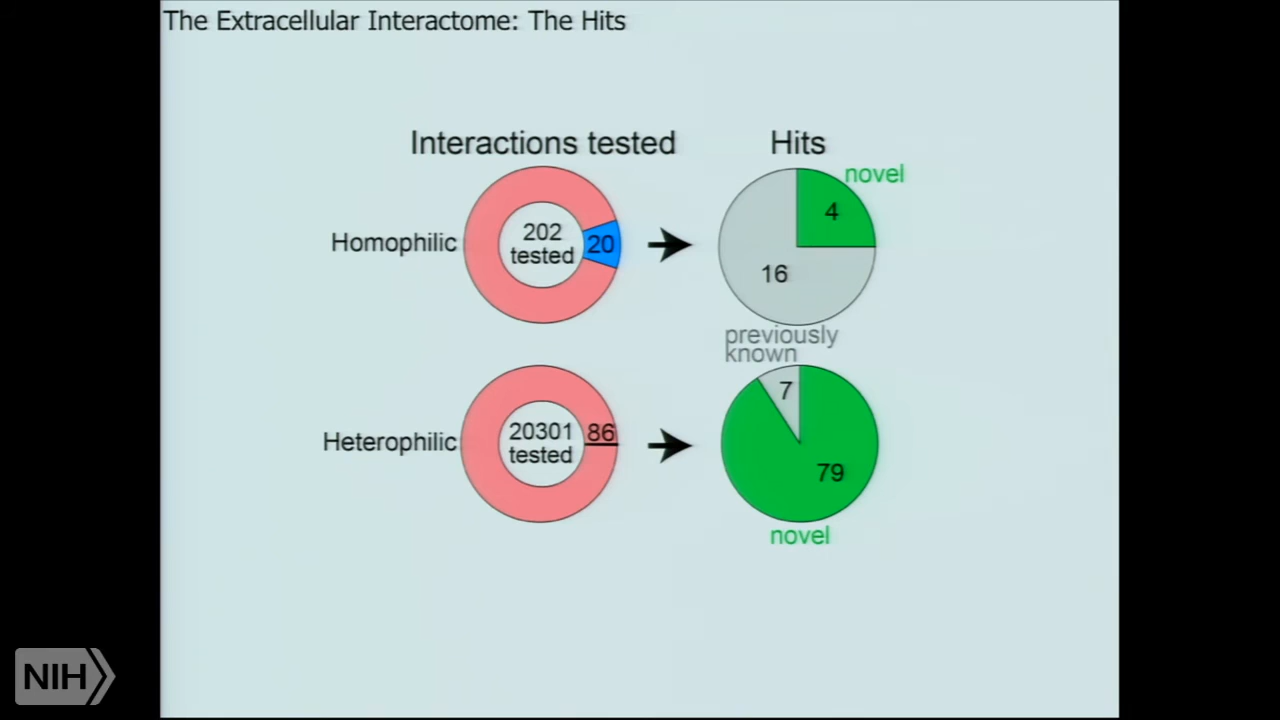 The Extracellular Interactome: The Hits
Interactions tested
Hits
novel
Homophilic
202
tested
20
4
16
previously
known
Heterophilic
20301
tested
86
7
79
novel
NIH